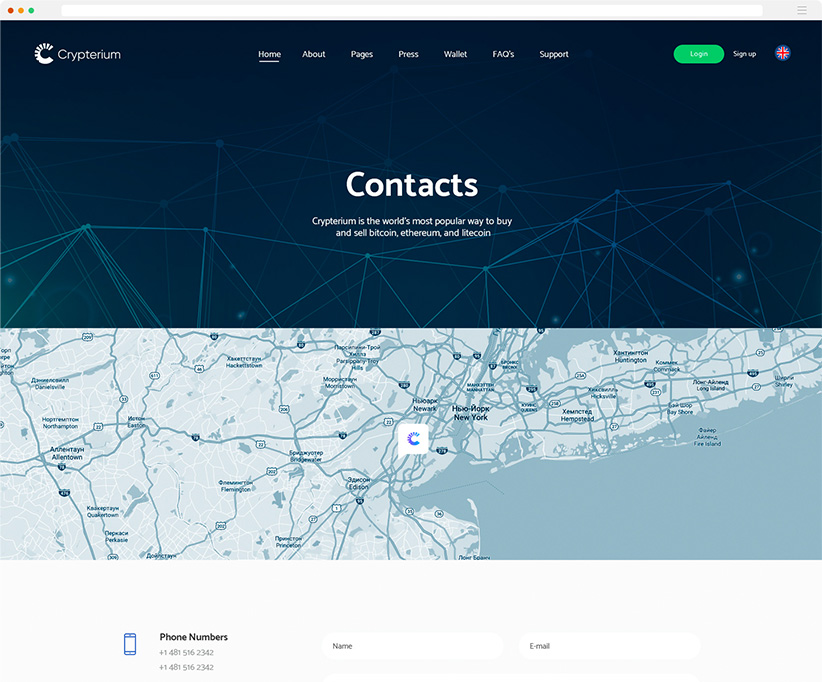 Crypterium
Home
About
Pages
Press
Wallet
FAQ's
Support
Login
Sign up
Contacts
Crypterium is the world's most popular way to buy
and sell bitcoin, ethereum, and litecoin
Хакеттстаун
Hackettstown
Парсиппани-Трой
Хиллз
Parsippany-Troy
Hills
Морристаун
Morristown
Даниелсвилл
Danielsville
Нортгемптон
Northampton
Истон
Easton
Аллентаун
Allentown
Ньюарк
Newark
Нью-Йорк
New York
МАНХЭТТЕН
MANHATTAN
БРОНКС
BRONX
КУИНС
QUEENS
Хантингтон
Huntington
Коммак
Commack
Хиксвилл
Hicksville
Хемпстед
Hempstead
Лонг-Айленд
Long Island
Ширли
Shirley
Бэй Шор
Bay Shore
Файер
Айленд
Fire Island
Бриджуотер
Bridgewater
Флемингтон
Flemington
Эдисон
Edison
Квакертаун
Quakertown
Перкаси
Perkasie
Принстон
Princeton
Дойлстаун
Лонг Бранч
Phone Numbers
+1 481 516 2342
+1 481 516 2342
Name
E-mail